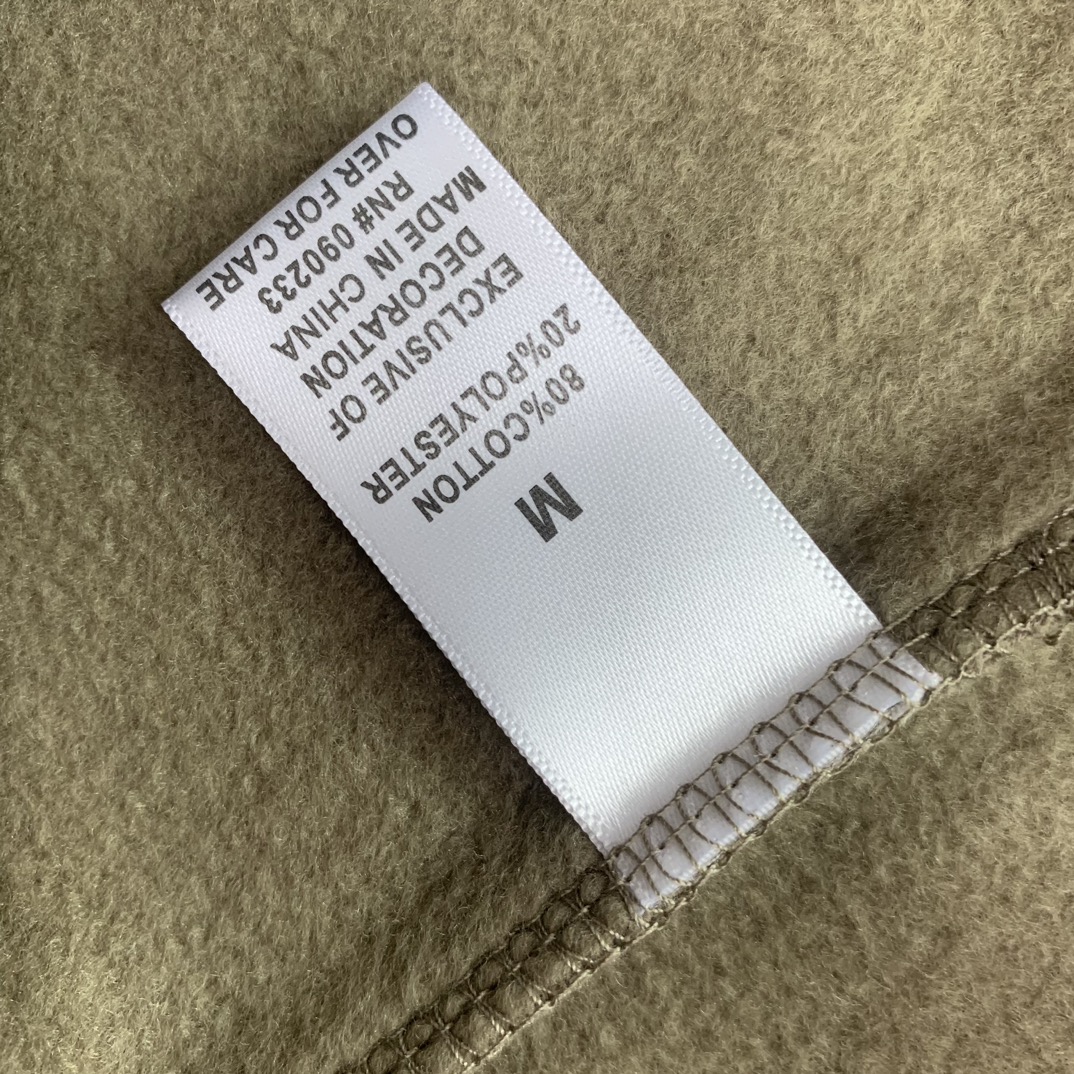 M
80%COTTON
20%POLYESTER
EXCLUSIVE OF
DECORATION
MADE IN CHINA
RN# 090233
OVER FOR CARE